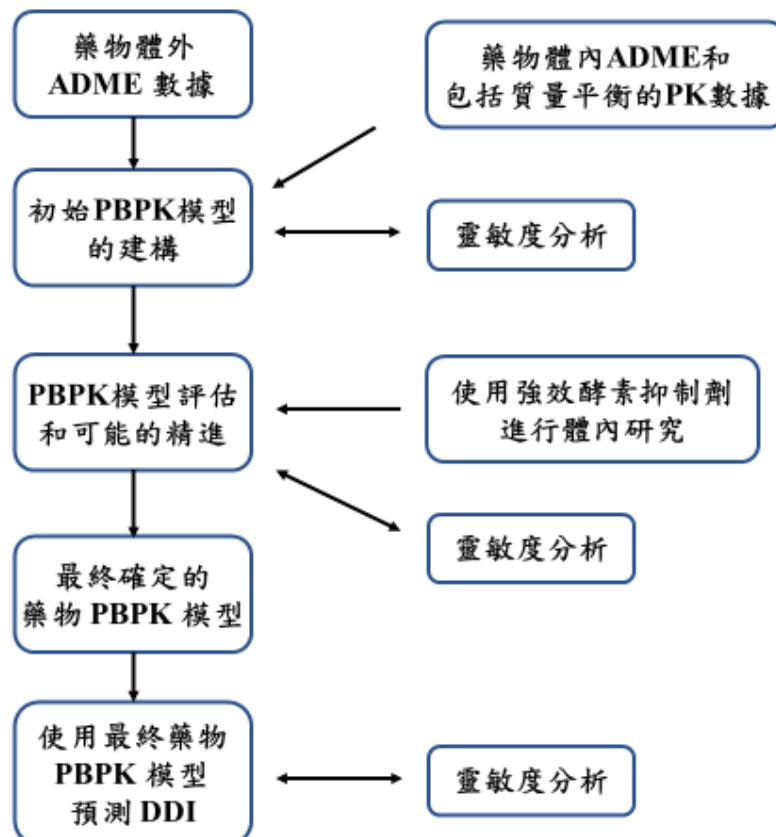 藥物體外
ADME 數據
藥物體內ADME和
包括質量平衡的PK數據
初始PBPK模型
的建構
靈敏度分析
PBPK模型評估
和可能的精進
使用強效酵素抑制劑
進行體內研究
靈敏度分析
最終確定的
藥物 PBPK 模型
使用最終藥物
PBPK 模型
預測 DDI
靈敏度分析